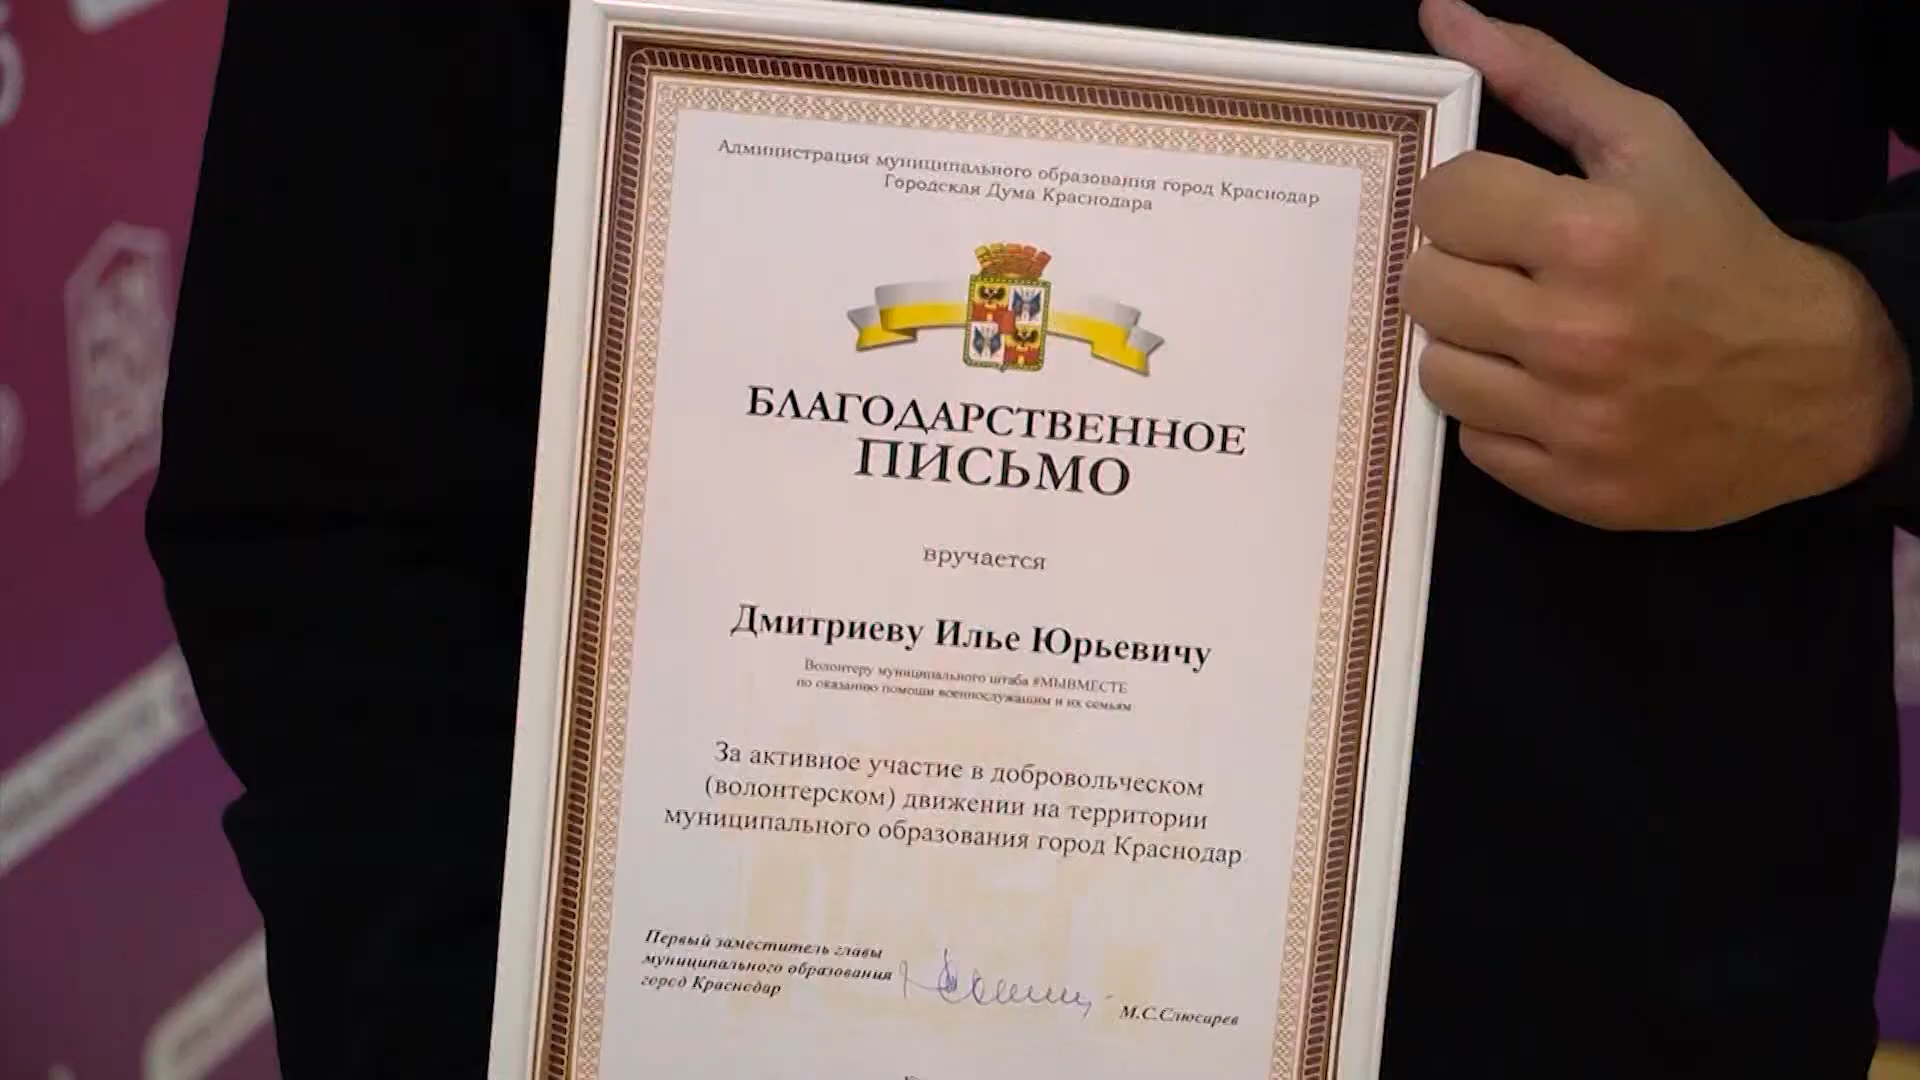 Администрация муниципального образования город Краснодар
Городская Дума Краснодара
БЛАГОДАРСТВЕННОЕ
ПИСЬМО
вручается
Дмитриеву Илье Юрьевичу
Волонтеру муниципального штаба #МЫВМЕСТЕ
по оказанию помощи военнослужащим и их семьям
За активное участие в добровольческом
(волонтерском) движении на территории
муниципального образования город Краснодар
Первый заместитель главы
муниципального образования
город Краснодар
М.С.Слюсарев